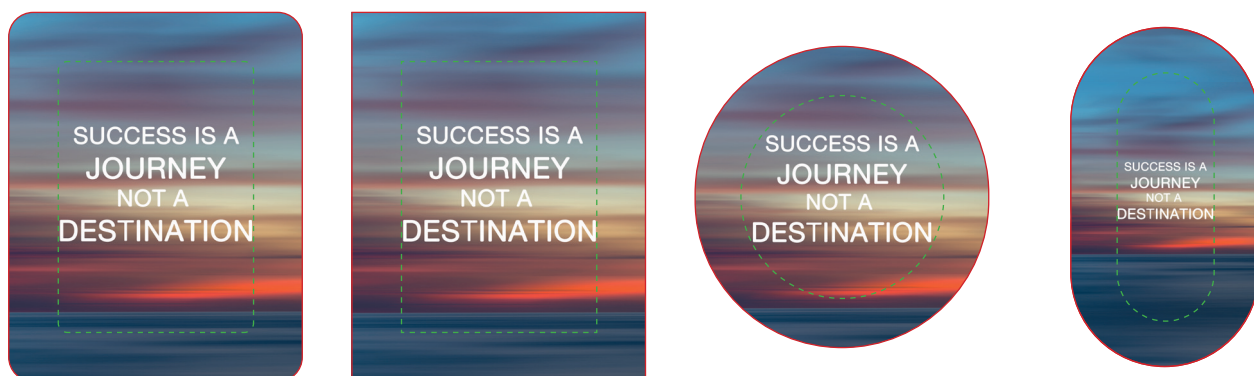 SUCCESS IS A
JOURNEY
NOT A
DESTINATION
SUCCESS IS A
JOURNEY
NOT A
DESTINATION
SUCCESS IS A
JOURNEY
NOT A
DESTINATION
SUCCESS IS A
JOURNEY
NOT A
DESTINATION